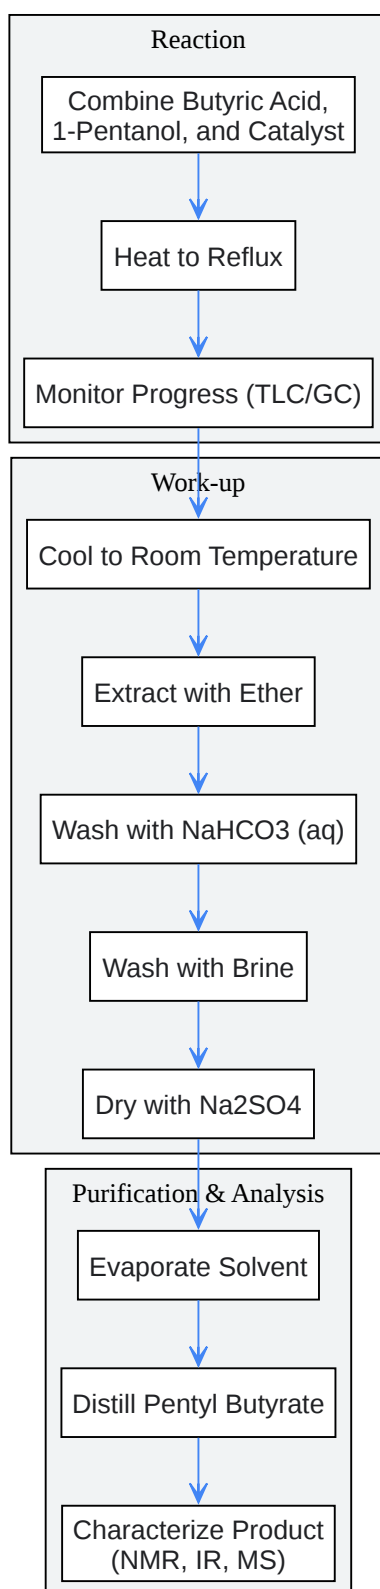 Reaction
Combine Butyric Acid,
1-Pentanol, and Catalyst
Heat to Reflux
Monitor Progress (TLC/GC)
Work-up
Cool to Room Temperature
Extract with Ether
Wash with NaHCO3 (aq)
Wash with Brine
Dry with Na2SO4
Purification & Analysis
Evaporate Solvent
Distill Pentyl Butyrate
Characterize Product
(NMR, IR, MS)